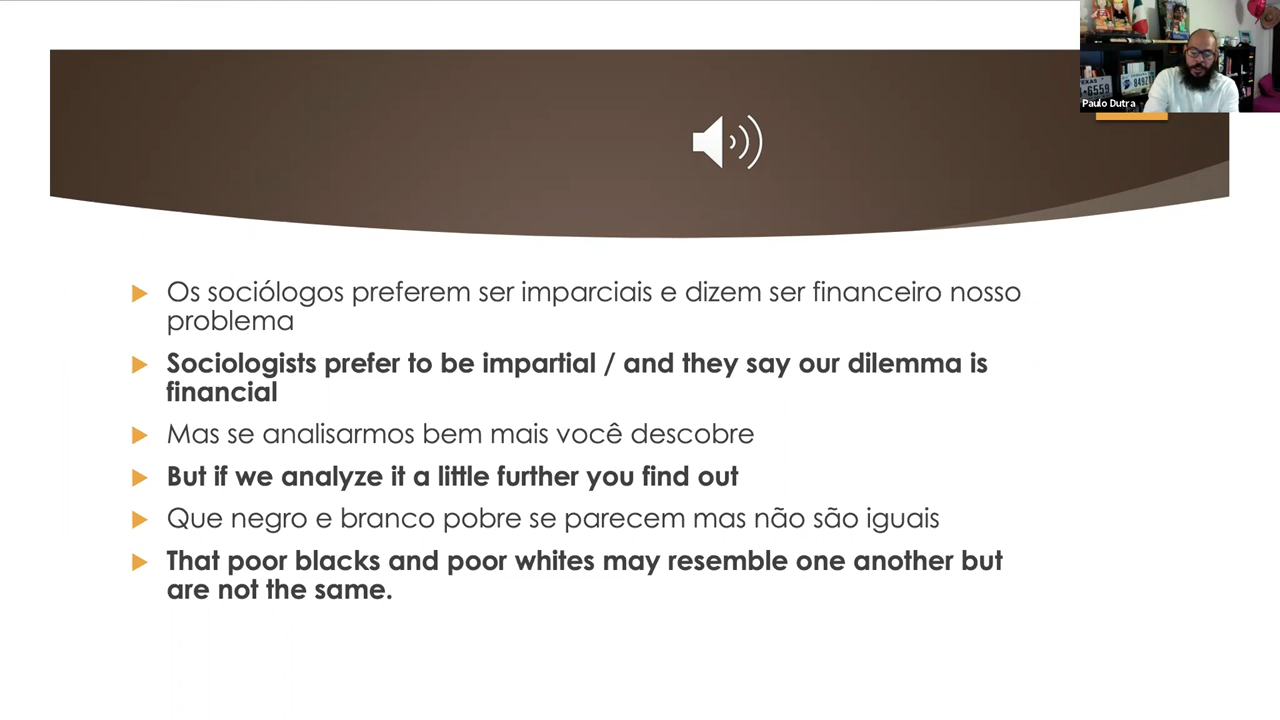 TEXAS
6559
8492
Paulo Dutra
Os sociólogos preferem ser imparciais e dizem ser financeiro nosso
problema
Sociologists prefer to be impartial / and they say our dilemma is
financial
Mas se analisarmos bem mais você descobre
But if we analyze it a little further you find out
Que negro e branco pobre se parecem mas não são iguais
That poor blacks and poor whites may resemble one another but
are not the same.